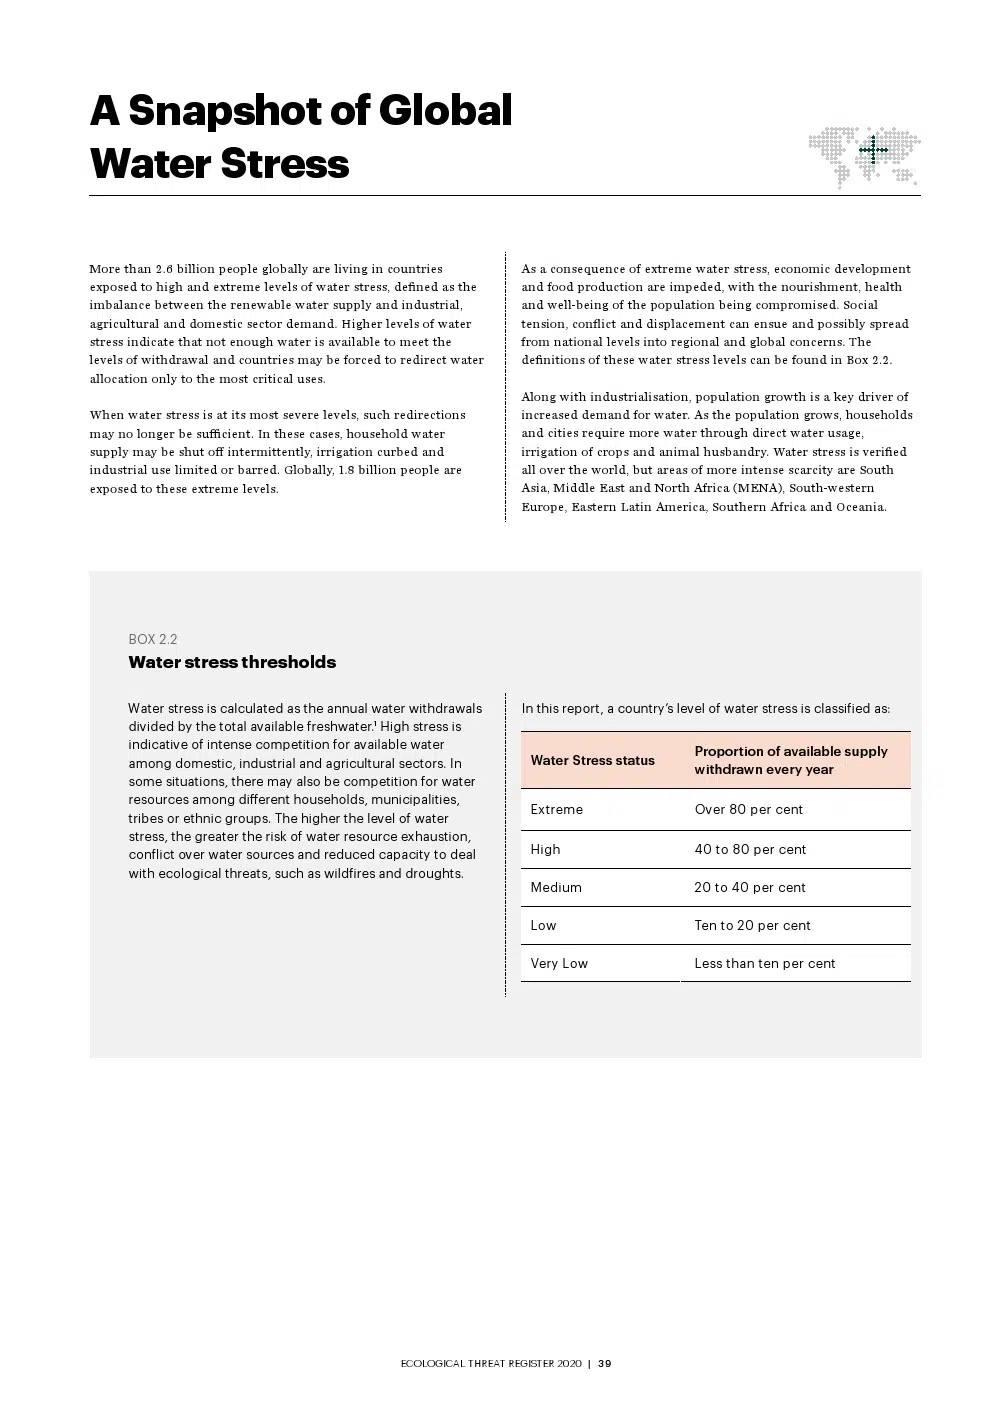 A Snapshot of Global
Water Stress
More than 2.6 billion people globally are living in countries
exposed to high and extreme levels of water stress, defined as the
imbalance between the renewable water supply and industrial,
agricultural and domestic sector demand. Higher levels of water
stress indicate that not enough water is available to meet the
levels of withdrawal and countries may be forced to redirect water
allocation only to the most critical uses.
When water stress is at its most severe levels, such redirections
may no longer be sufficient. In these cases, household water
supply may be shut off intermittently, irrigation curbed and
industrial use limited or barred. Globally, 1.8 billion people are
exposed to these extreme levels.
As a consequence of extreme water stress, economic development
and food production are impeded, with the nourishment, health
and well-being of the population being compromised. Social
tension, conflict and displacement can ensue and possibly spread
from national levels into regional and global concerns. The
definitions of these water stress levels can be found in Box 2.2.
Along with industrialisation, population growth is a key driver of
increased demand for water. As the population grows, households
and cities require more water through direct water usage,
irrigation of crops and animal husbandry. Water stress is verified
all over the world, but areas of more intense scarcity are South
Asia, Middle East and North Africa (MENA), South-western
Europe, Eastern Latin America, Southern Africa and Oceania.
BOX 2.2
Water stress thresholds
Water stress is calculated as the annual water withdrawals
divided by the total available freshwater.¹ High stress is
indicative of intense competition for available water
among domestic, industrial and agricultural sectors. In
some situations, there may also be competition for water
resources among different households, municipalities,
tribes or ethnic groups. The higher the level of water
stress, the greater the risk of water resource exhaustion,
conflict over water sources and reduced capacity to deal
with ecological threats, such as wildfires and droughts.
In this report, a country’s level of water stress is classified as:
Water Stress status Proportion of available supply
withdrawn every year
Extreme Over 80 per cent
High 40 to 80 per cent
Medium 20 to 40 per cent
Low Ten to 20 per cent
Very Low Less than ten per cent
ECOLOGICAL THREAT REGISTER 2020 | 39